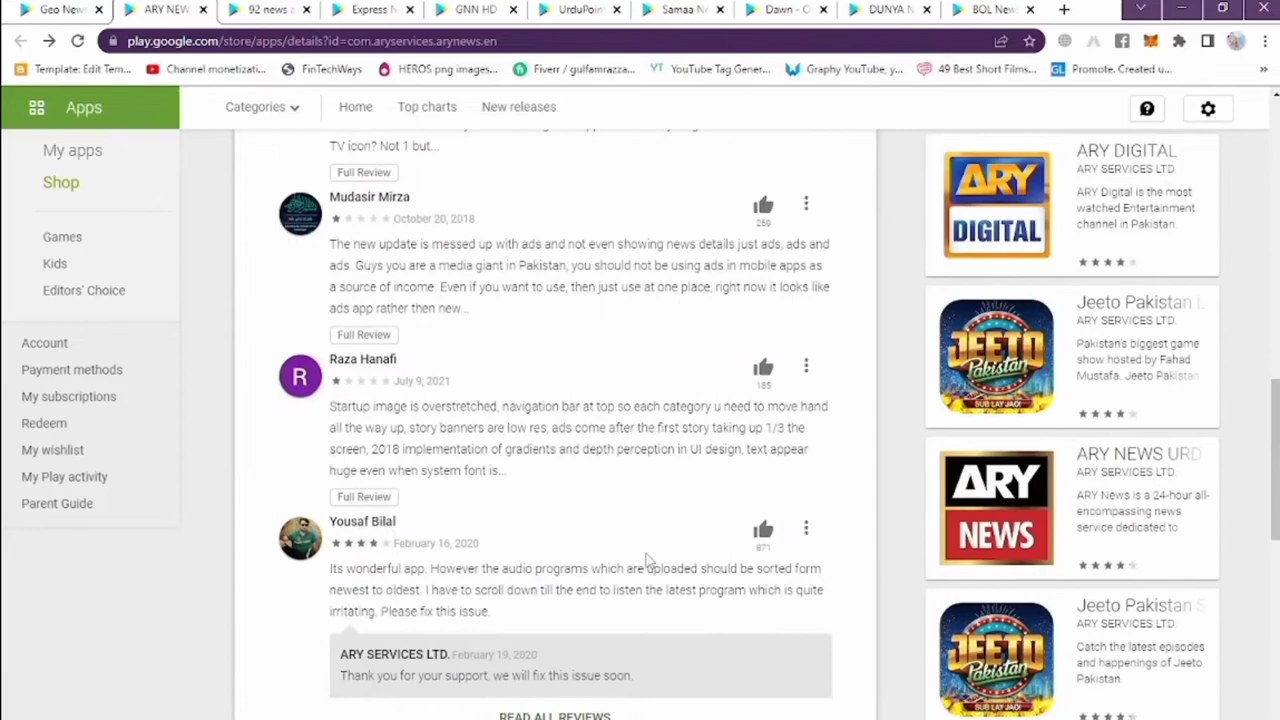 Geo News
ARY NEW
92 news a
Express N
GNN HD
UrduPoin
Samaa Ne
Dawn - O
DUNYA N
BOL News
play.google.com/store/apps/details?id=com.aryservices.arynews.en
Template: Edit Tem...
Channel monetizati...
FinTechWays
HEROS png images...
Fiverr / gulfamrazza...
YT YouTube Tag Gener...
Graphy YouTube, y...
49 Best Short Films...
GL Promote. Created u...
»
Apps
Categories
Home
Top charts
New releases
My apps
Shop
Games
Kids
Editors' Choice
Account
Payment methods
My subscriptions
Redeem
My wishlist
My Play activity
Parent Guide
TV icon? Not 1 but...
Full Review
Mudasir Mirza
October 20, 2018
269
The new update is messed up with ads and not even showing news details just ads, ads and
ads. Guys you are a media giant in Pakistan, you should not be using ads in mobile apps as
a source of income. Even if you want to use, then just use at one place, right now it looks like
ads app rather then new...
Full Review
R
Raza Hanafi
July 9, 2021
185
Startup image is overstretched, navigation bar at top so each category u need to move hand
all the way up, story banners are low res, ads come after the first story taking up 1/3 the
screen, 2018 implementation of gradients and depth perception in UI design, text appear
huge even when system font is...
Full Review
Yousaf Bilal
February 16, 2020
871
Its wonderful app. However the audio programs which are uploaded should be sorted form
newest to oldest. I have to scroll down till the end to listen the latest program which is quite
irritating. Please fix this issue.
ARY SERVICES LTD. February 19, 2020
Thank you for your support, we will fix this issue soon.
READ ALL REVIEWS
ARY
DIGITAL
ARY DIGITAL
ARY SERVICES LTD.
ARY Digital is the most
watched Entertainment
channel in Pakistan.
JEETO
Pakistan
SUB LAY JAO!
Jeeto Pakistan L
ARY SERVICES LTD.
Pakistan's biggest game
show hosted by Fahad
Mustafa. Jeeto Pakistan
ARY
NEWS
ARY NEWS URD
ARY SERVICES LTD.
ARY News is a 24-hour all-
encompassing news
service dedicated to
JEETO
Pakistan
SUB LAY JAO!
Jeeto Pakistan S
ARY SERVICES LTD.
Catch the latest episodes
and happenings of Jeeto
Pakistan.